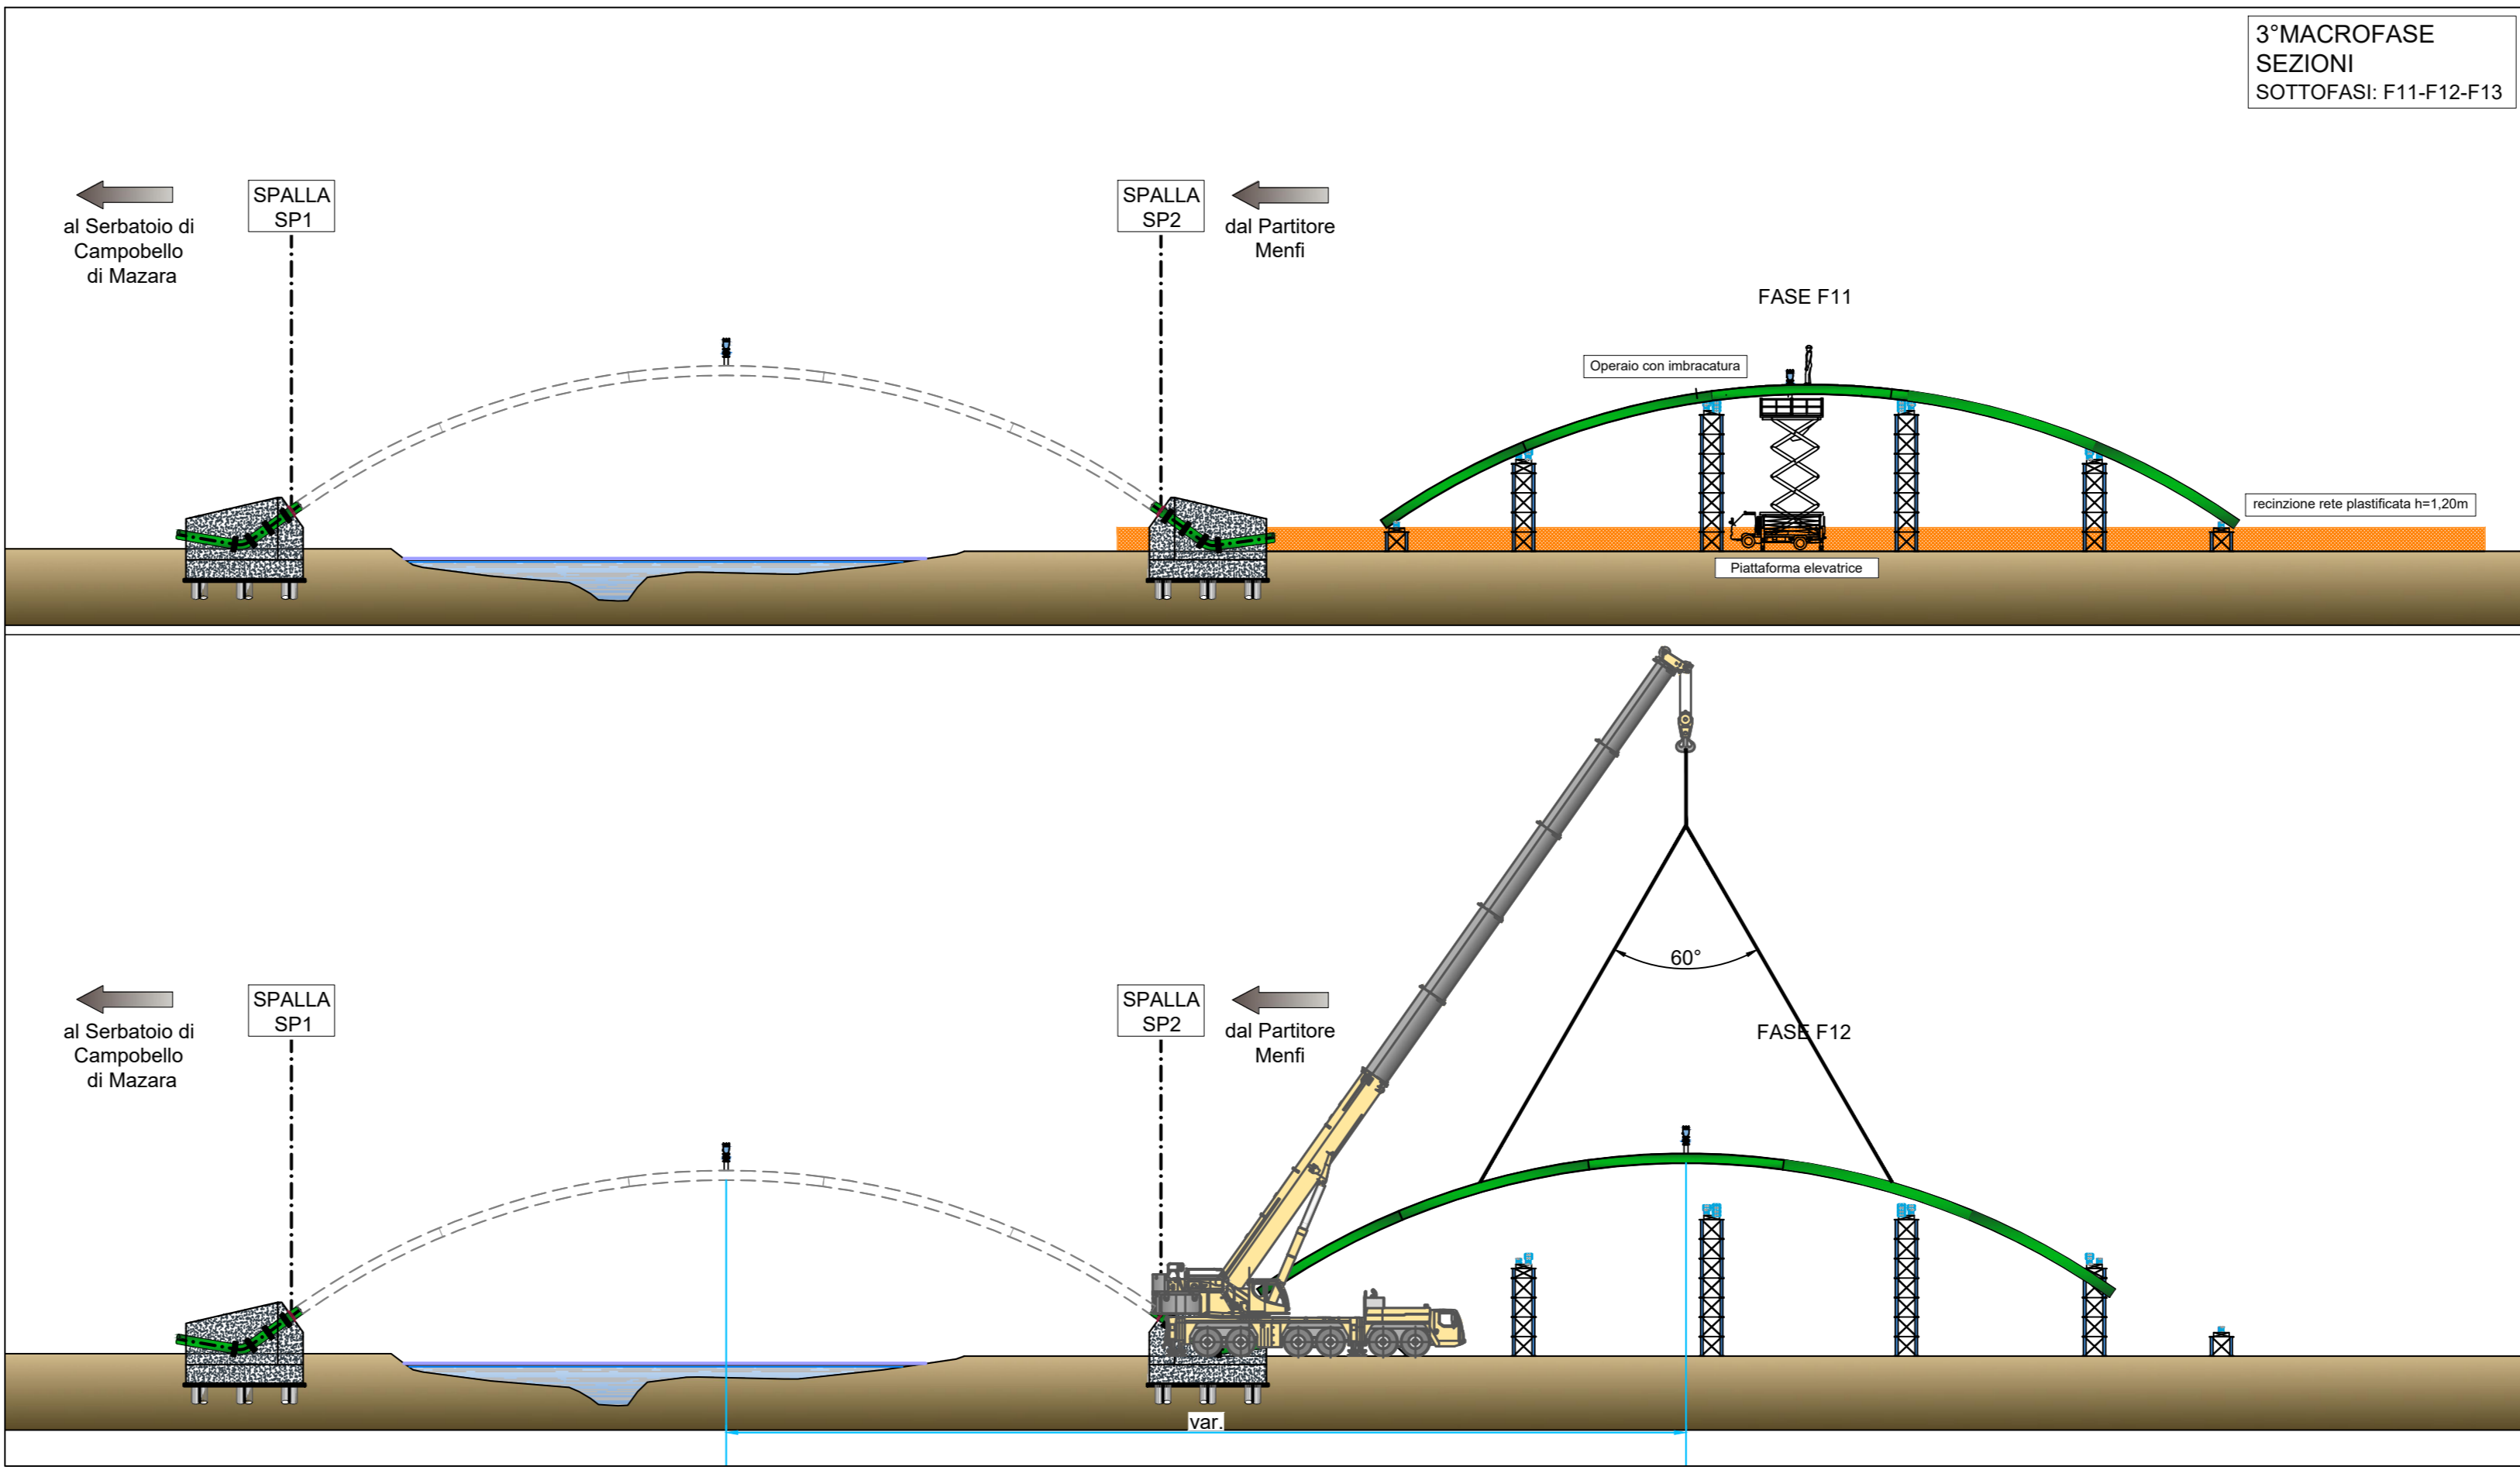 3°MACROFASE
SEZIONI
SOTTOFASI: F11-F12-F13
SPALLA
SP1
al Serbatoio di
Campobello
di Mazara
SPALLA
SP2
dal Partitore
Menfi
FASE F11
Operaio con imbracatura
recinzione rete plastificata h=1,20m
Piattaforma elevatrice
SPALLA
SP1
al Serbatoio di
Campobello
di Mazara
SPALLA
SP2
dal Partitore
Menfi
60°
FASE F12
var.